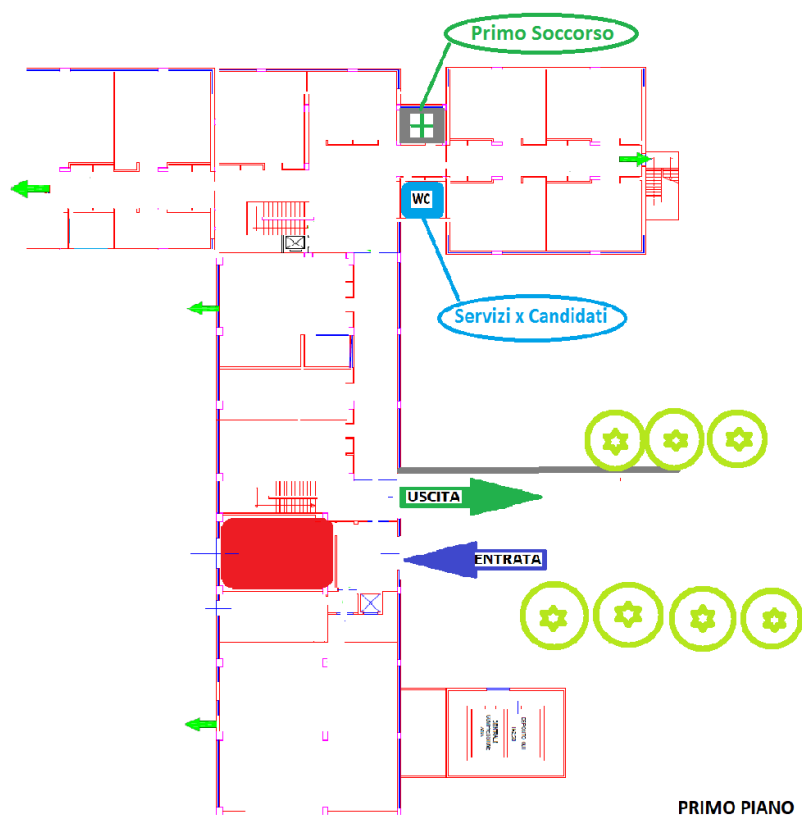 Primo Soccorso
WC
Servizi x Candidati
USCITA
ENTRATA
PRIMO PIANO